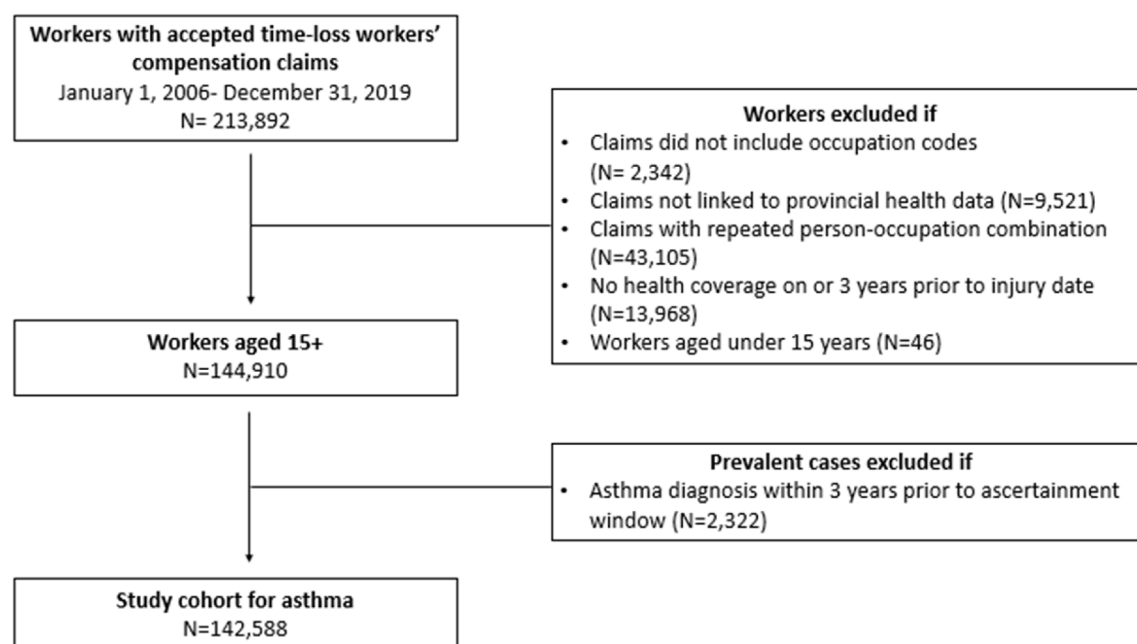 Workers with accepted time-loss workers'
compensation claims
January 1, 2006- December 31, 2019
N= 213,892
Workers excluded if
• Claims did not include occupation codes
(N= 2,342)
• Claims not linked to provincial health data (N=9,521)
• Claims with repeated person-occupation combination
(N=43,105)
• No health coverage on or 3 years prior to injury date
(N=13,968)
• Workers aged under 15 years (N=46)
Workers aged 15+
N=144,910
Prevalent cases excluded if
• Asthma diagnosis within 3 years prior to ascertainment
window (N=2,322)
Study cohort for asthma
N=142,588